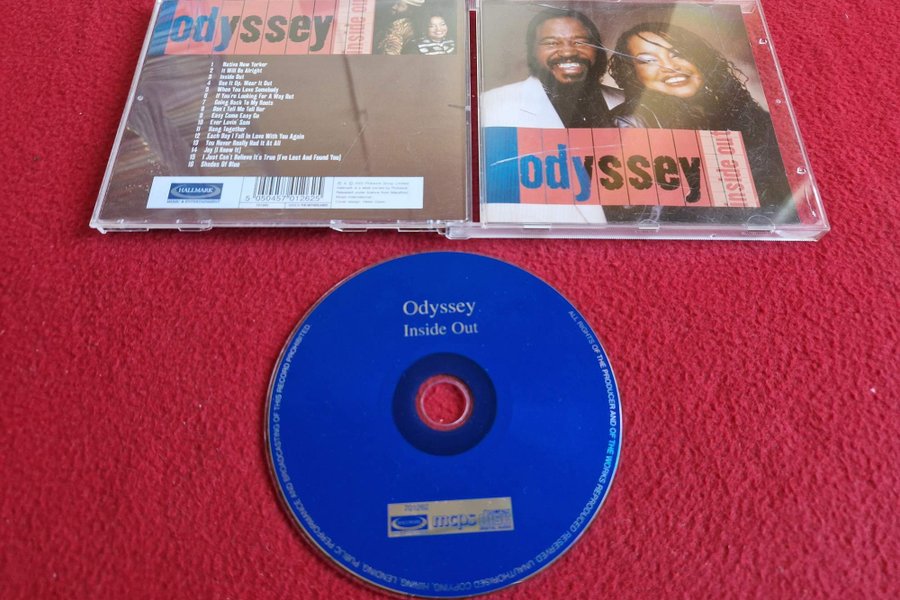 odyssey
inside out
1 Native New Yorker
2 It Will Be Alright
3 Inside Out
4 Use It Up, Wear It Out
5 When You Love Somebody
6 If You're Looking For A Way Out
7 Going Back To My Roots
8 Don't Tell Me Tell Her
9 Easy Come Easy Go
10 Ever Lovin' Sam
11 Hang Together
12 Each Day I Fall In Love With You Again
13 You Never Really Had It At All
14 Joy (I Know It)
15 I Just Can't Believe It's True (I've Lost And Found You)
16 Shades Of Blue
HALLMARK
MUSIC & ENTERTAINMENT
5 050457 012625
odyssey
inside out
Odyssey
Inside Out
ALL RIGHTS OF THE PRODUCER AND OF THE WORKS REPRODUCED RESERVED UNAUTHORISED COPYING, HIRING, LENDING, PUBLIC PERFORMANCE AND BROADCASTING OF THIS RECORD PROHIBITED.
701262
HALLMARK
mcps
disc